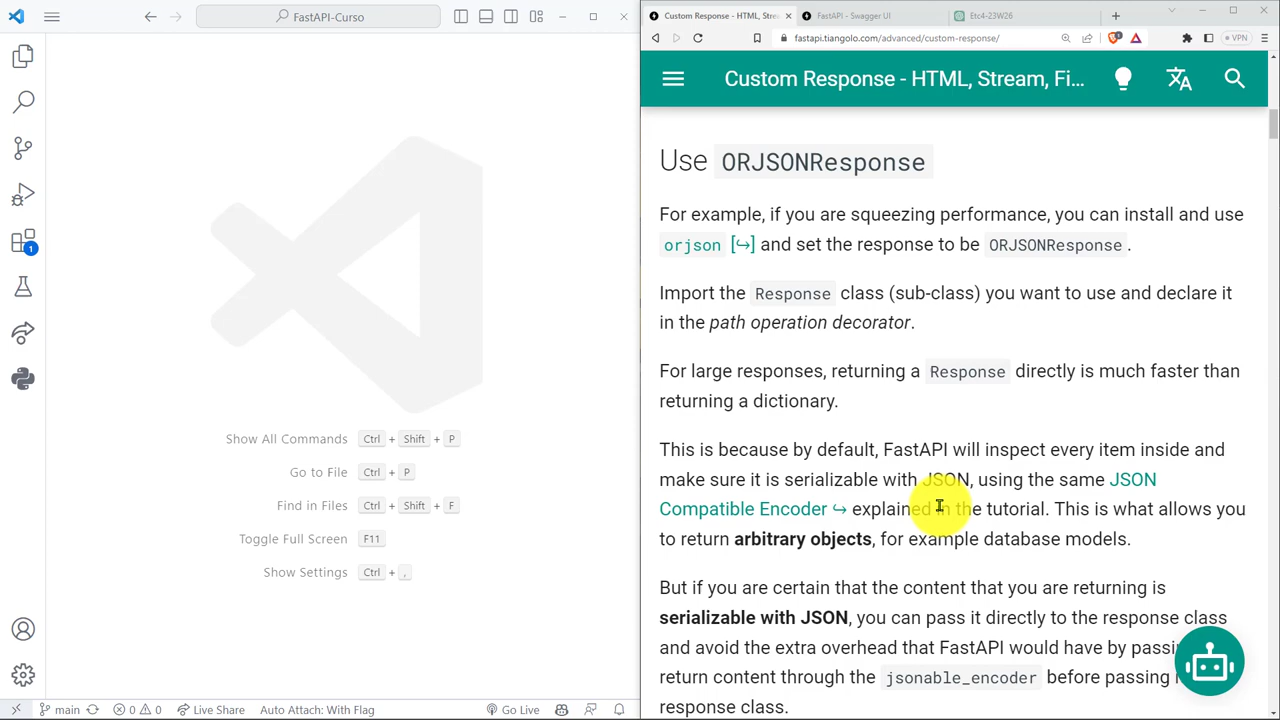 FastAPI-Curso
Show All Commands Ctrl + Shift + P
Go to File Ctrl + P
Find in Files Ctrl + Shift + F
Toggle Full Screen F11
Show Settings Ctrl + ,
1
main 0 0 Live Share Auto Attach: With Flag Go Live
Custom Response - HTML, Stre
FastAPI - Swagger UI
Etc4-23W26
fastapi.tiangolo.com/advanced/custom-response/
VPN
Custom Response - HTML, Stream, Fi...
Use ORJSONResponse
For example, if you are squeezing performance, you can install and use
orjson [↪] and set the response to be ORJSONResponse.
Import the Response class (sub-class) you want to use and declare it
in the path operation decorator.
For large responses, returning a Response directly is much faster than
returning a dictionary.
This is because by default, FastAPI will inspect every item inside and
make sure it is serializable with JSON, using the same JSON
Compatible Encoder ↪ explained in the tutorial. This is what allows you
to return arbitrary objects, for example database models.
But if you are certain that the content that you are returning is
serializable with JSON, you can pass it directly to the response class
and avoid the extra overhead that FastAPI would have by passi
return content through the jsonable_encoder before passing
response class.